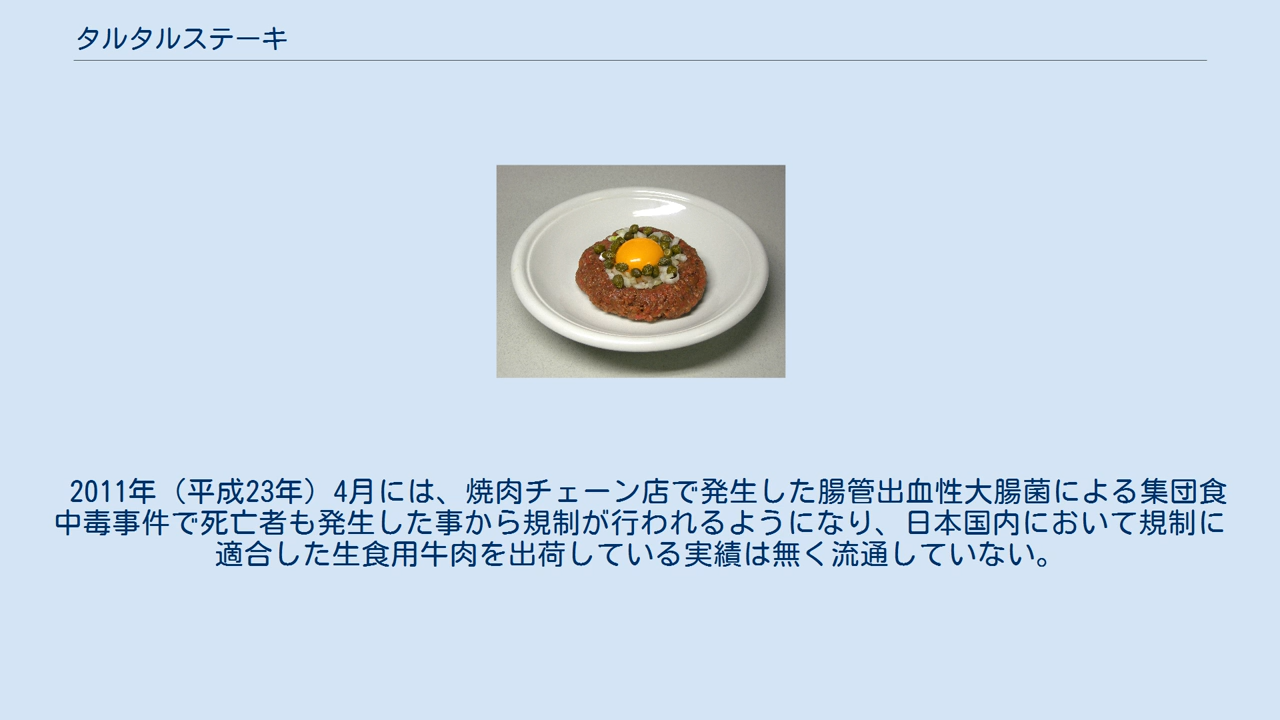 タルタルステーキ
2011年（平成23年）4月には、焼肉チェーン店で発生した腸管出血性大腸菌による集団食
中毒事件で死亡者も発生した事から規制が行われるようになり、日本国内において規制に
適合した生食用牛肉を出荷している実績は無く流通していない。